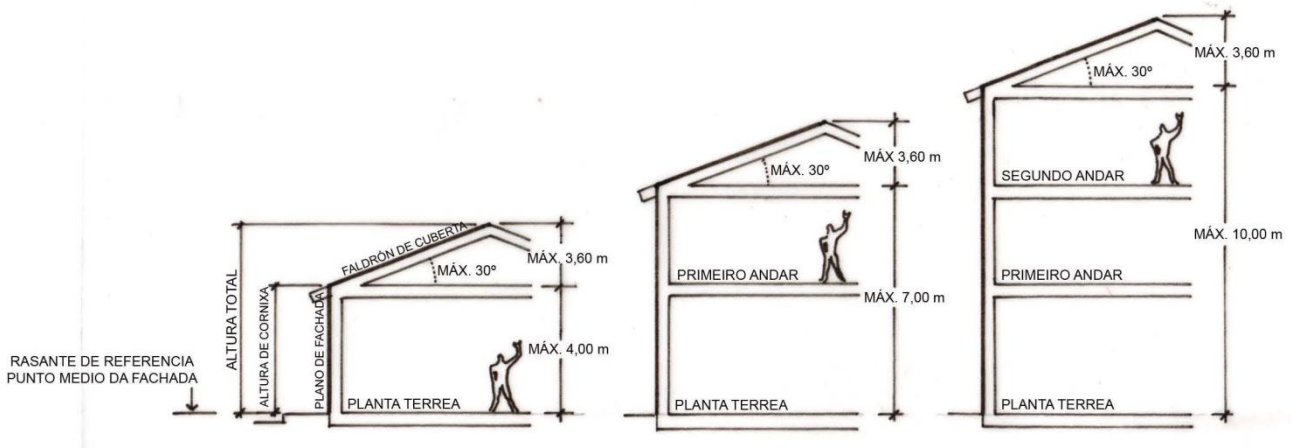 RASANTE DE REFERENCIA
PUNTO MEDIO DA FACHADA
ALTURA TOTAL
ALTURA DE CORNIXA
PLANO DE FACHADA
FALDRÓN DE CUBERTA
MÁX. 30º
MÁX. 3,60 m
MÁX. 4,00 m
PLANTA TERREA
MÁX. 30º
MÁX 3,60 m
PRIMEIRO ANDAR
MÁX. 7,00 m
PLANTA TERREA
MÁX. 3,60 m
MÁX. 30º
SEGUNDO ANDAR
MÁX. 10,00 m
PRIMEIRO ANDAR
PLANTA TERREA